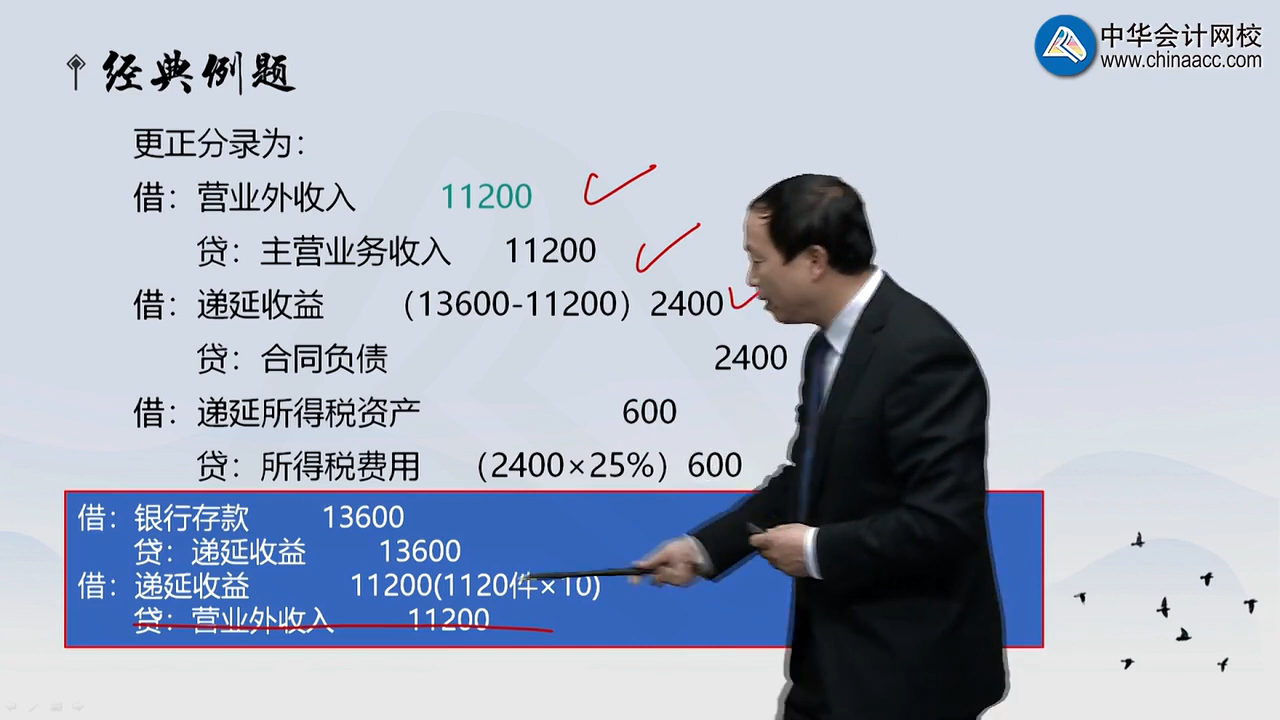 中华会计网校
www.chinaacc.com
经典例题
更正分录为：
借：营业外收入 11200
贷：主营业务收入 11200
借：递延收益 （13600-11200）2400
贷：合同负债 2400
借：递延所得税资产 600
贷：所得税费用 （2400×25%）600
借：银行存款 13600
贷：递延收益 13600
借：递延收益 11200(1120件×10)
贷：营业外收入 11200